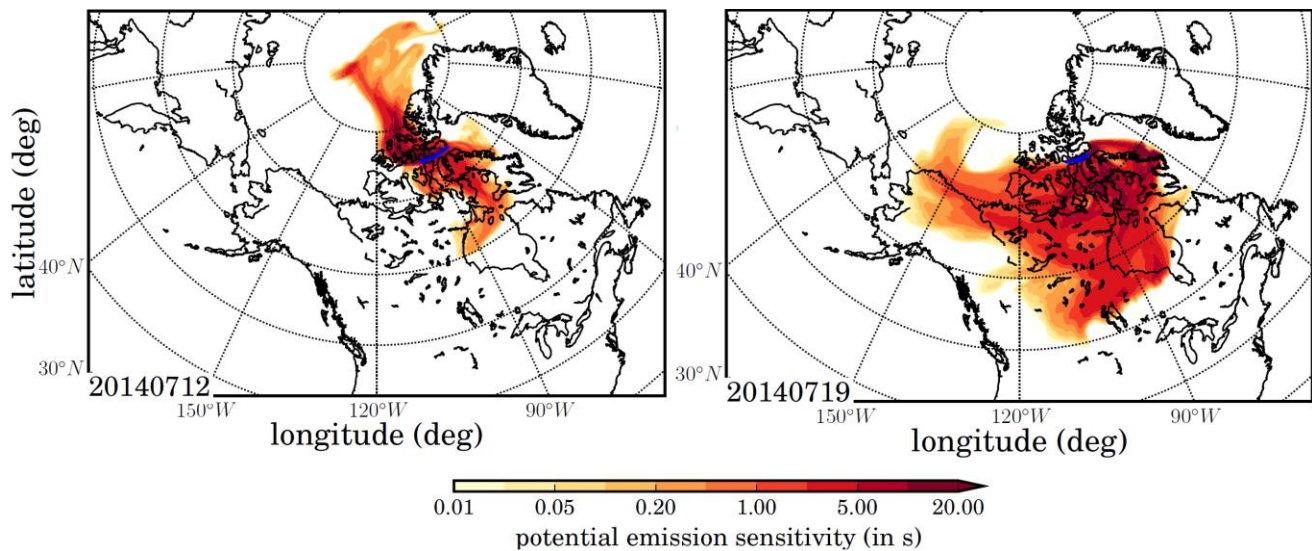 latitude (deg)
40°N
30°N
20140712
150°W
120°W
90°W
longitude (deg)
40°N
30°N
20140719
150°W
120°W
90°W
longitude (deg)
0.01
0.05
0.20
1.00
5.00
20.00
potential emission sensitivity (in s)